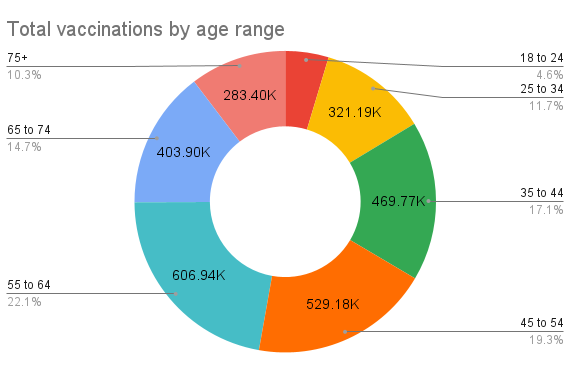 Total vaccinations by age range
75+
10.3%
18 to 24
4.6%
25 to 34
11.7%
283.40K
321.19K
65 to 74
14.7%
403.90K
35 to 44
17.1%
469.77K
55 to 64
22.1%
606.94K
529.18K
45 to 54
19.3%